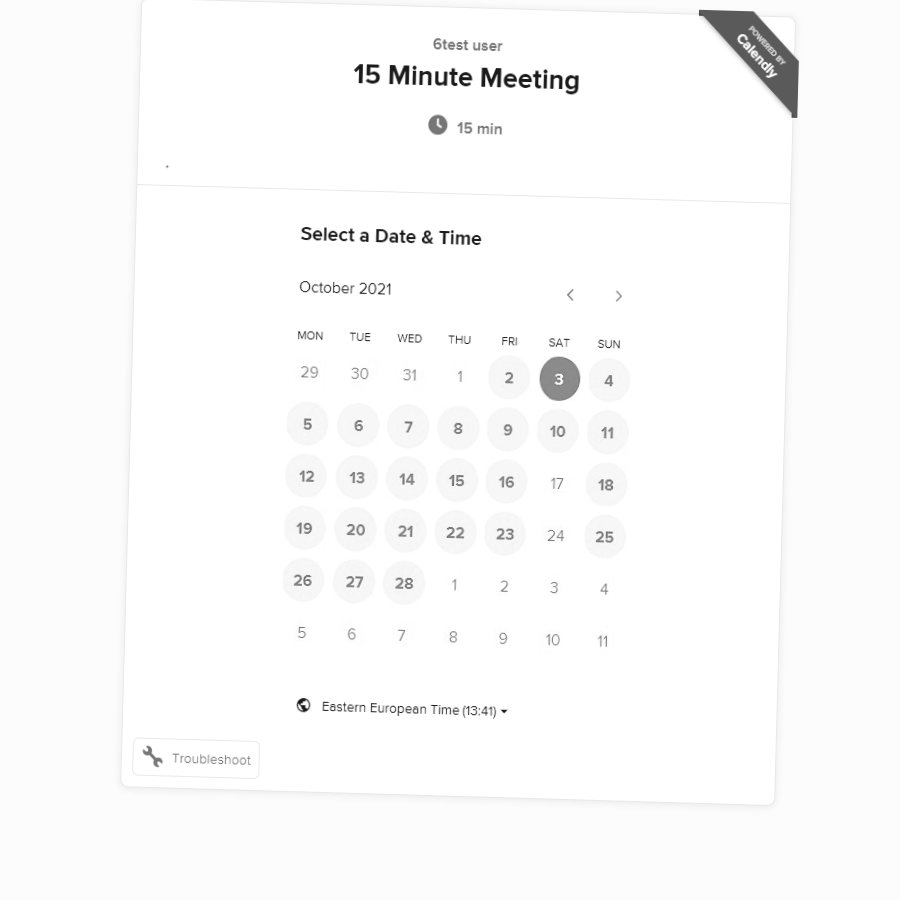 6test user
15 Minute Meeting
15 min
POWERED BY
Calendly
.
Select a Date & Time
October 2021
MON TUE WED THU FRI SAT SUN
29 30 31 1 2 3 4
5 6 7 8 9 10 11
12 13 14 15 16 17 18
19 20 21 22 23 24 25
26 27 28 1 2 3 4
5 6 7 8 9 10 11
Eastern European Time (13:41)
Troubleshoot